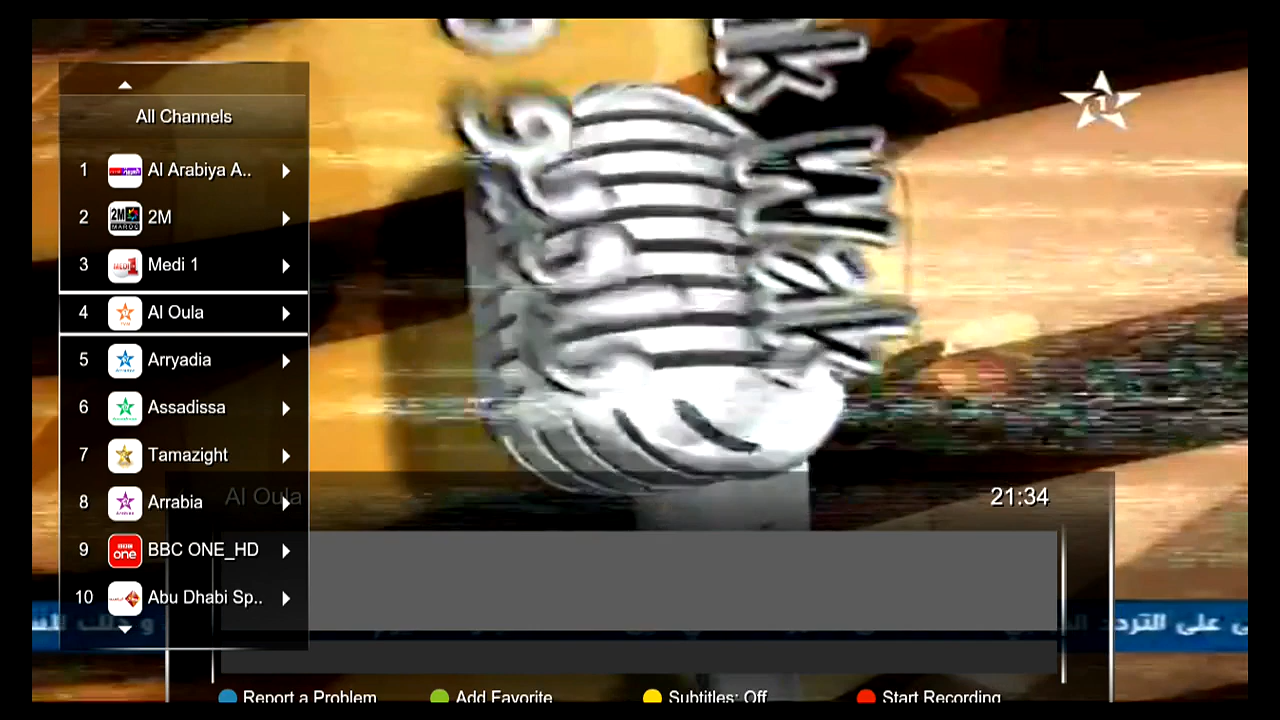 All Channels
1 Al Arabiya A..
2 2M
3 Medi 1
4 Al Oula
5 Arryadia
6 Assadissa
7 Tamazight
8 Arrabia
9 BBC ONE_HD
10 Abu Dhabi Sp..
Al Oula
21:34
على التردد
و ذلك
Report a Problem
Add Favorite
Subtitles: Off
Start Recording